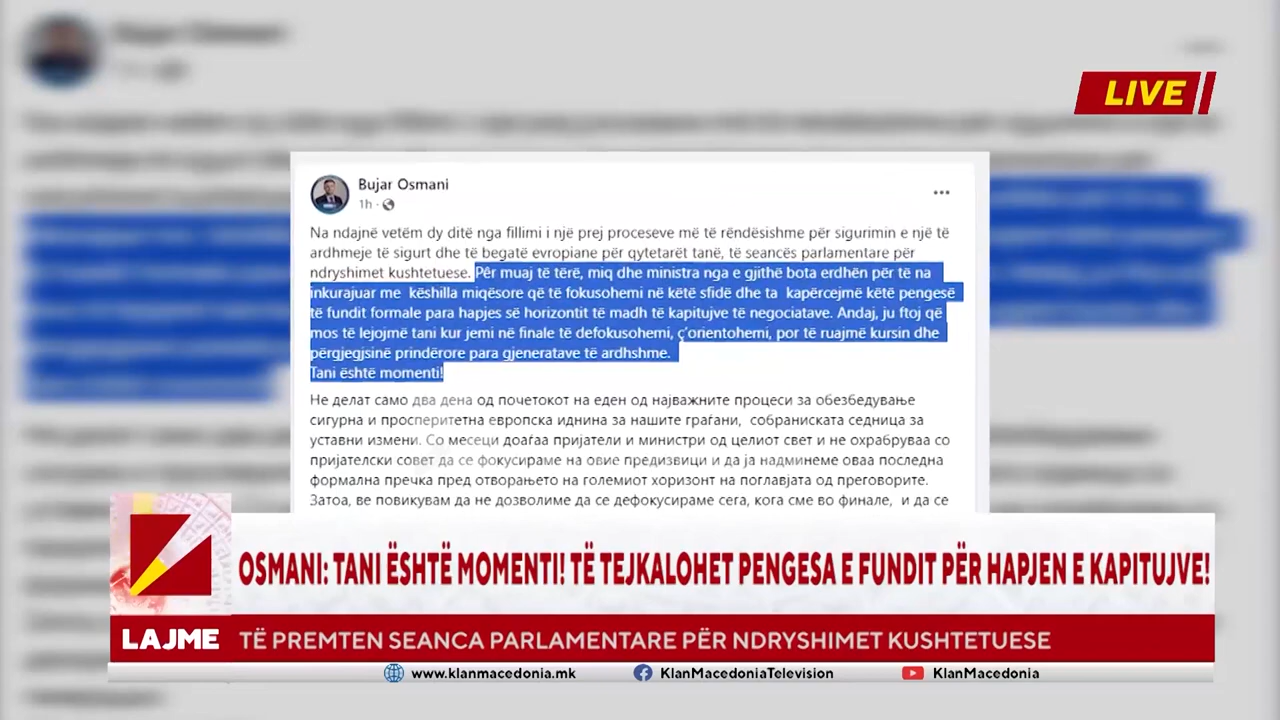 LIVE
Bujar Osmani
1h ·
Na ndajnë vetëm dy ditë nga fillimi i një prej proceseve më të rëndësishme për sigurimin e një të
ardhmeje të sigurt dhe të begatë evropiane për qytetarët tanë, të seancës parlamentare për
ndryshimet kushtetuese. Për muaj të tërë, miq dhe ministra nga e gjithë bota erdhën për të na
inkurajuar me këshilla miqësore që të fokusohemi në këtë sfidë dhe ta kapërcejmë këtë pengesë
të fundit formale para hapjes së horizontit të madh të kapitujve të negociatave. Andaj, ju ftoj që
mos të lejojmë tani kur jemi në finale të defokusohemi, ç'orientohemi, por të ruajmë kursin dhe
përgjegjsinë prindërore para gjeneratave të ardhshme.
Tani është momenti!
Не делат само два дена од почетокот на еден од најважните процеси за обезбедување
сигурна и просперитетна европска иднина за нашите граѓани, собраниската седница за
уставни измени. Со месеци доаѓаа пријатели и министри од целиот свет и не охрабруваа со
пријателски совет да се фокусираме на овие предизвици и да ја надминеме оваа последна
формална пречка пред отворањето на големиот хоризонт на поглавјата од преговорите.
Затоа, ве повикувам да не дозволиме да се дефокусираме сега, кога сме во финале, и да се
OSMANI: TANI ËSHTË MOMENTI! TË TEJKALOHET PENGESA E FUNDIT PËR HAPJEN E KAPITUJVE!
LAJME TË PREMTEN SEANCA PARLAMENTARE PËR NDRYSHIMET KUSHTETUESE
www.klanmacedonia.mk KlanMacedoniaTelevision KlanMacedonia